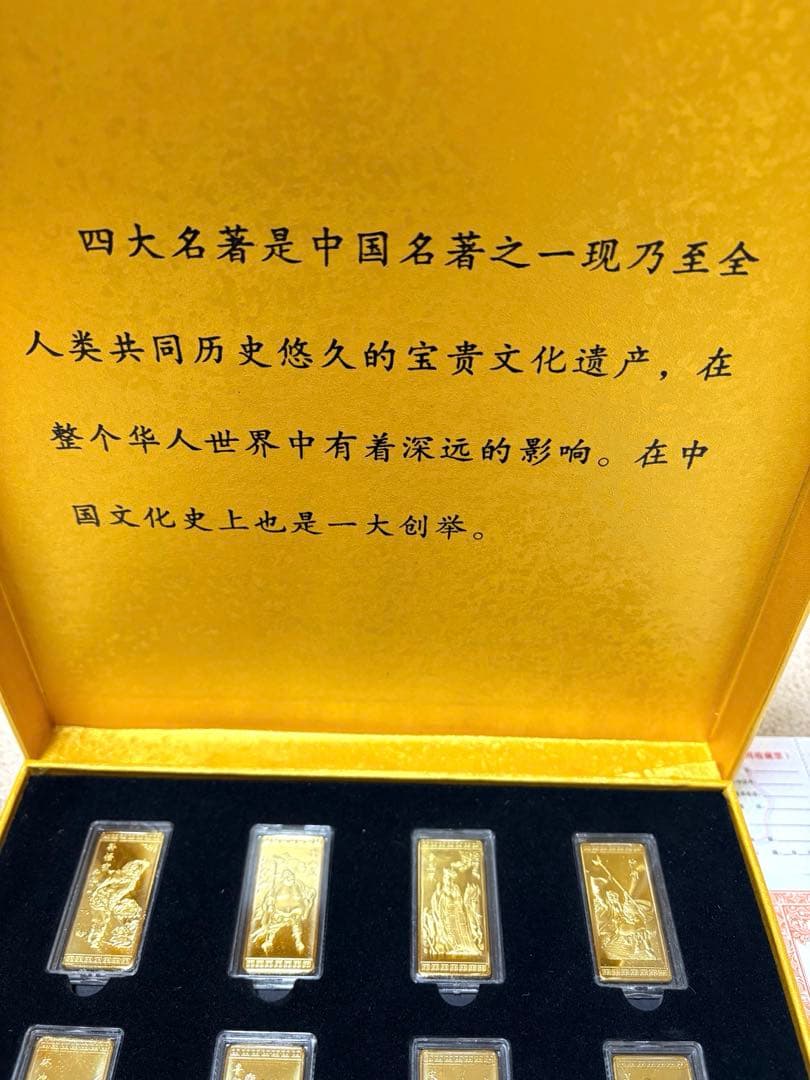 四大名著是中国名著之一现乃至全
人类共同历史悠久的宝贵文化遗产，在
整个华人世界中有着深远的影响。在中
国文化史上也是一大创举。
孙悟空